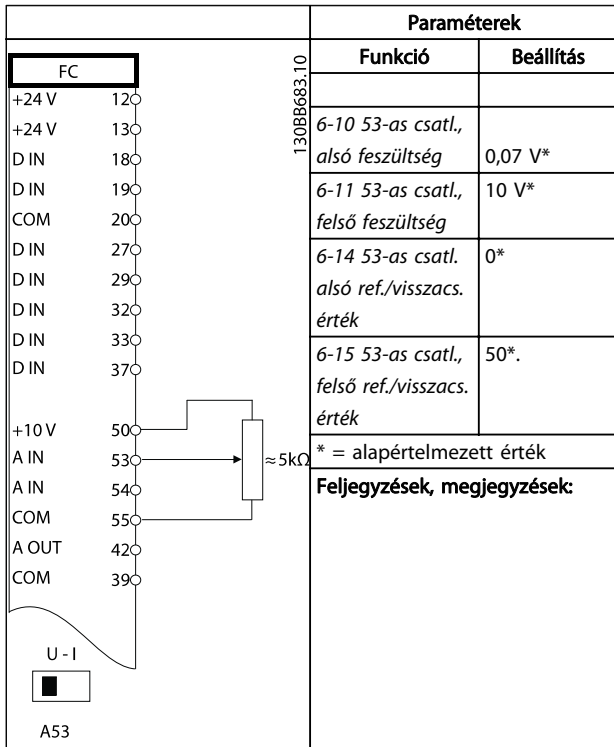 FC
+24 V 12
+24 V 13
D IN 18
D IN 19
COM 20
D IN 27
D IN 29
D IN 32
D IN 33
D IN 37
+10 V 50
A IN 53
A IN 54
COM 55
A OUT 42
COM 39
≈ 5kΩ
U - I
A53
130BB683.10
Paraméterek
Funkció Beállítás
6-10 53-as csatl.,
alsó feszültség 0,07 V*
6-11 53-as csatl., 10 V*
felső feszültség
6-14 53-as csatl. 0*
alsó ref./visszacs.
érték
6-15 53-as csatl., 50*.
felső ref./visszacs.
érték
* = alapértelmezett érték
Feljegyzések, megjegyzések: